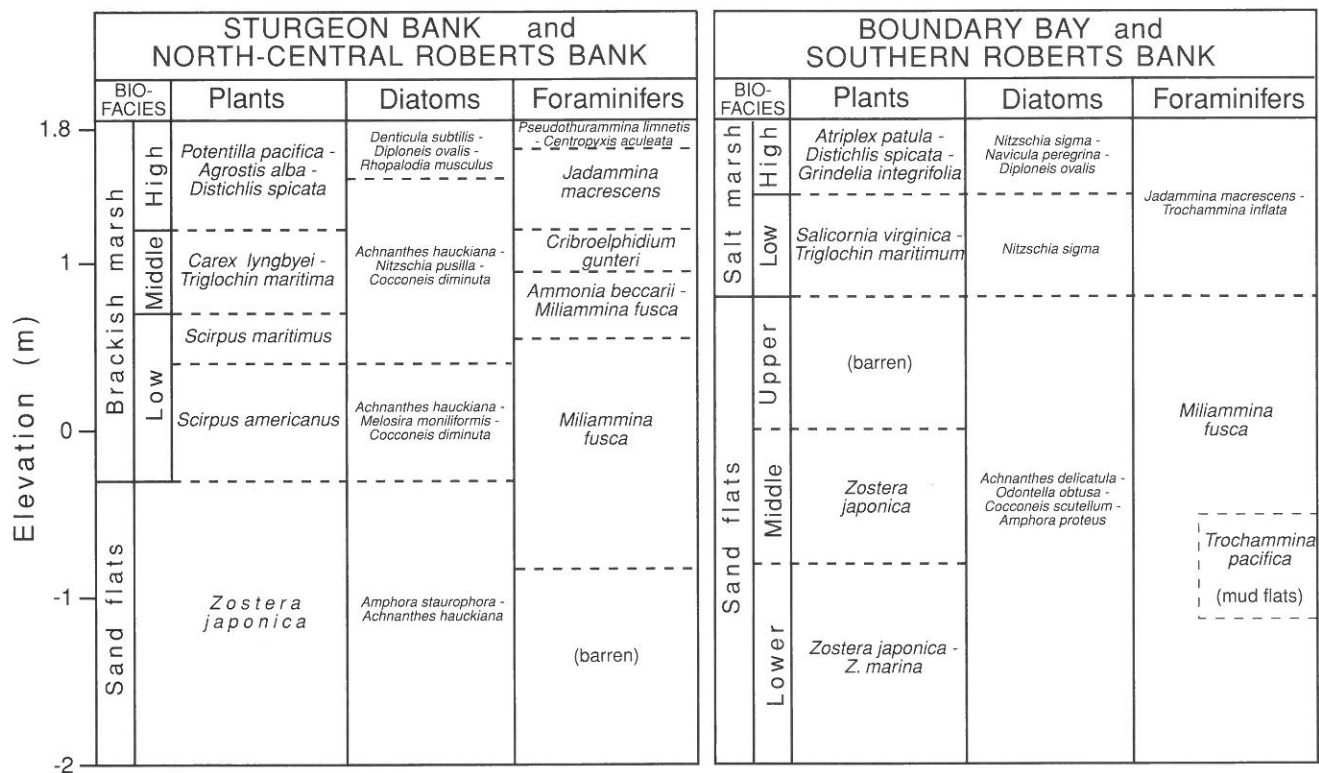 STURGEON BANK and
NORTH-CENTRAL ROBERTS BANK
BIO-
FACIES
Plants
Diatoms
Foraminifers
Elevation (m)
1.8
1
0
-1
-2
Brackish marsh
High
Middle
Low
Sand flats
Potentilla pacifica -
Agrostis alba -
Distichlis spicata
Carex lyngbyei -
Triglochin maritima
Scirpus maritimus
Scirpus americanus
Zostera
japonica
Denticula subtilis -
Diploneis ovalis -
Rhopalodia musculus
Achnanthes hauckiana -
Nitzschia pusilla -
Cocconeis diminuta
Achnanthes hauckiana -
Melosira moniliformis -
Cocconeis diminuta
Amphora staurophora -
Achnanthes hauckiana
Pseudothurammina limnetis
- Centropyxis aculeata
Jadammina
macrescens
Cribroelphidium
gunteri
Ammonia beccarii -
Miliammina fusca
Miliammina
fusca
(barren)
BOUNDARY BAY and
SOUTHERN ROBERTS BANK
BIO-
FACIES
Plants
Diatoms
Foraminifers
Salt marsh
High
Low
Sand flats
Upper
Middle
Lower
Atriplex patula -
Distichlis spicata -
Grindelia integrifolia
Salicornia virginica -
Triglochin maritimum
(barren)
Zostera
japonica
Zostera japonica -
Z. marina
Nitzschia sigma -
Navicula peregrina -
Diploneis ovalis
Nitzschia sigma
Achnanthes delicatula -
Odontella obtusa -
Cocconeis scutellum -
Amphora proteus
Jadammina macrescens -
Trochammina inflata
Miliammina
fusca
Trochammina
pacifica
(mud flats)